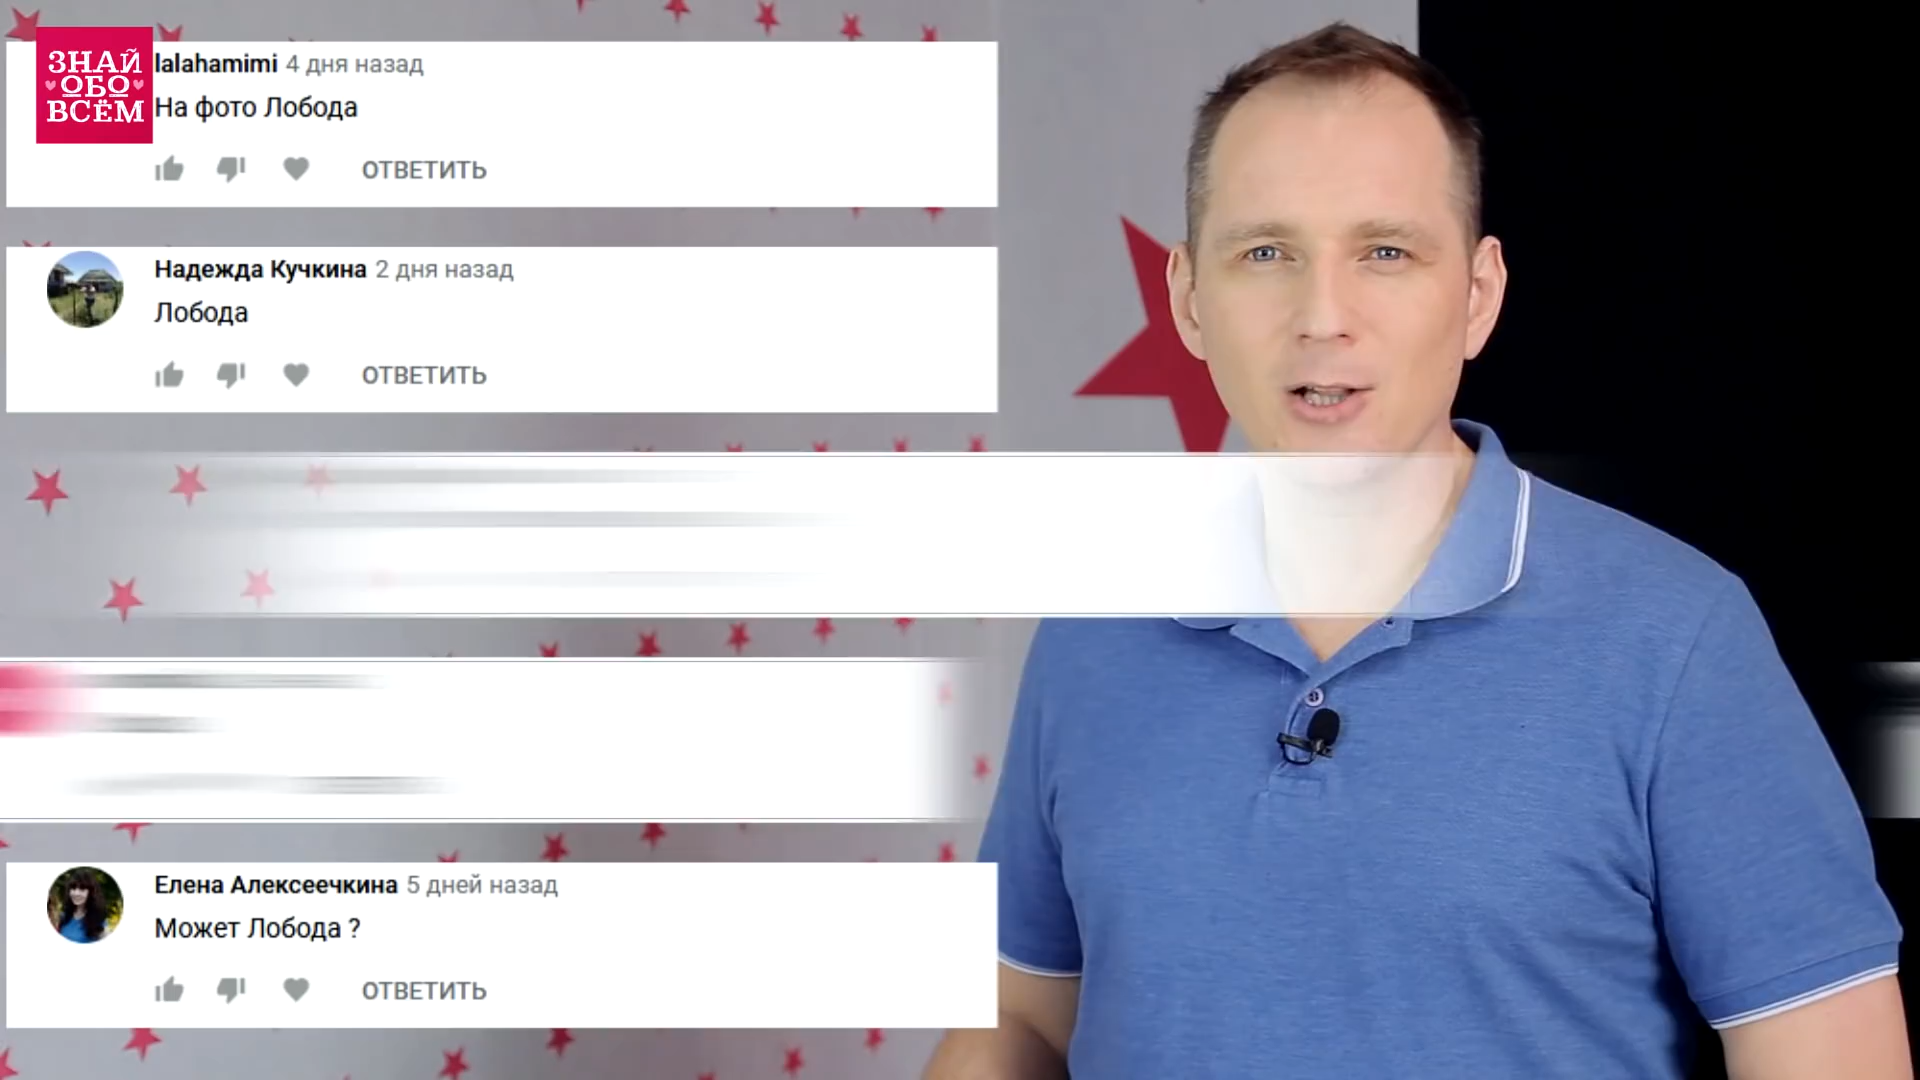 ЗНАЙ
ОБО
ВСЁМ
lalahamimi 4 дня назад
На фото Лобода
ОТВЕТИТЬ
Надежда Кучкина 2 дня назад
Лобода
ОТВЕТИТЬ
Елена Алексеечкина 5 дней назад
Может Лобода ?
ОТВЕТИТЬ